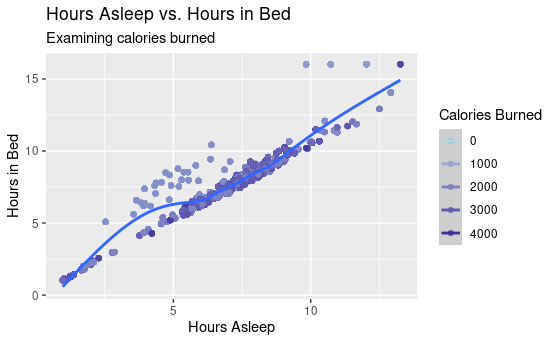 Hours Asleep vs. Hours in Bed
Examining calories burned
15
10
5
0
Hours in Bed
5
10
Hours Asleep
Calories Burned
0
1000
2000
3000
4000